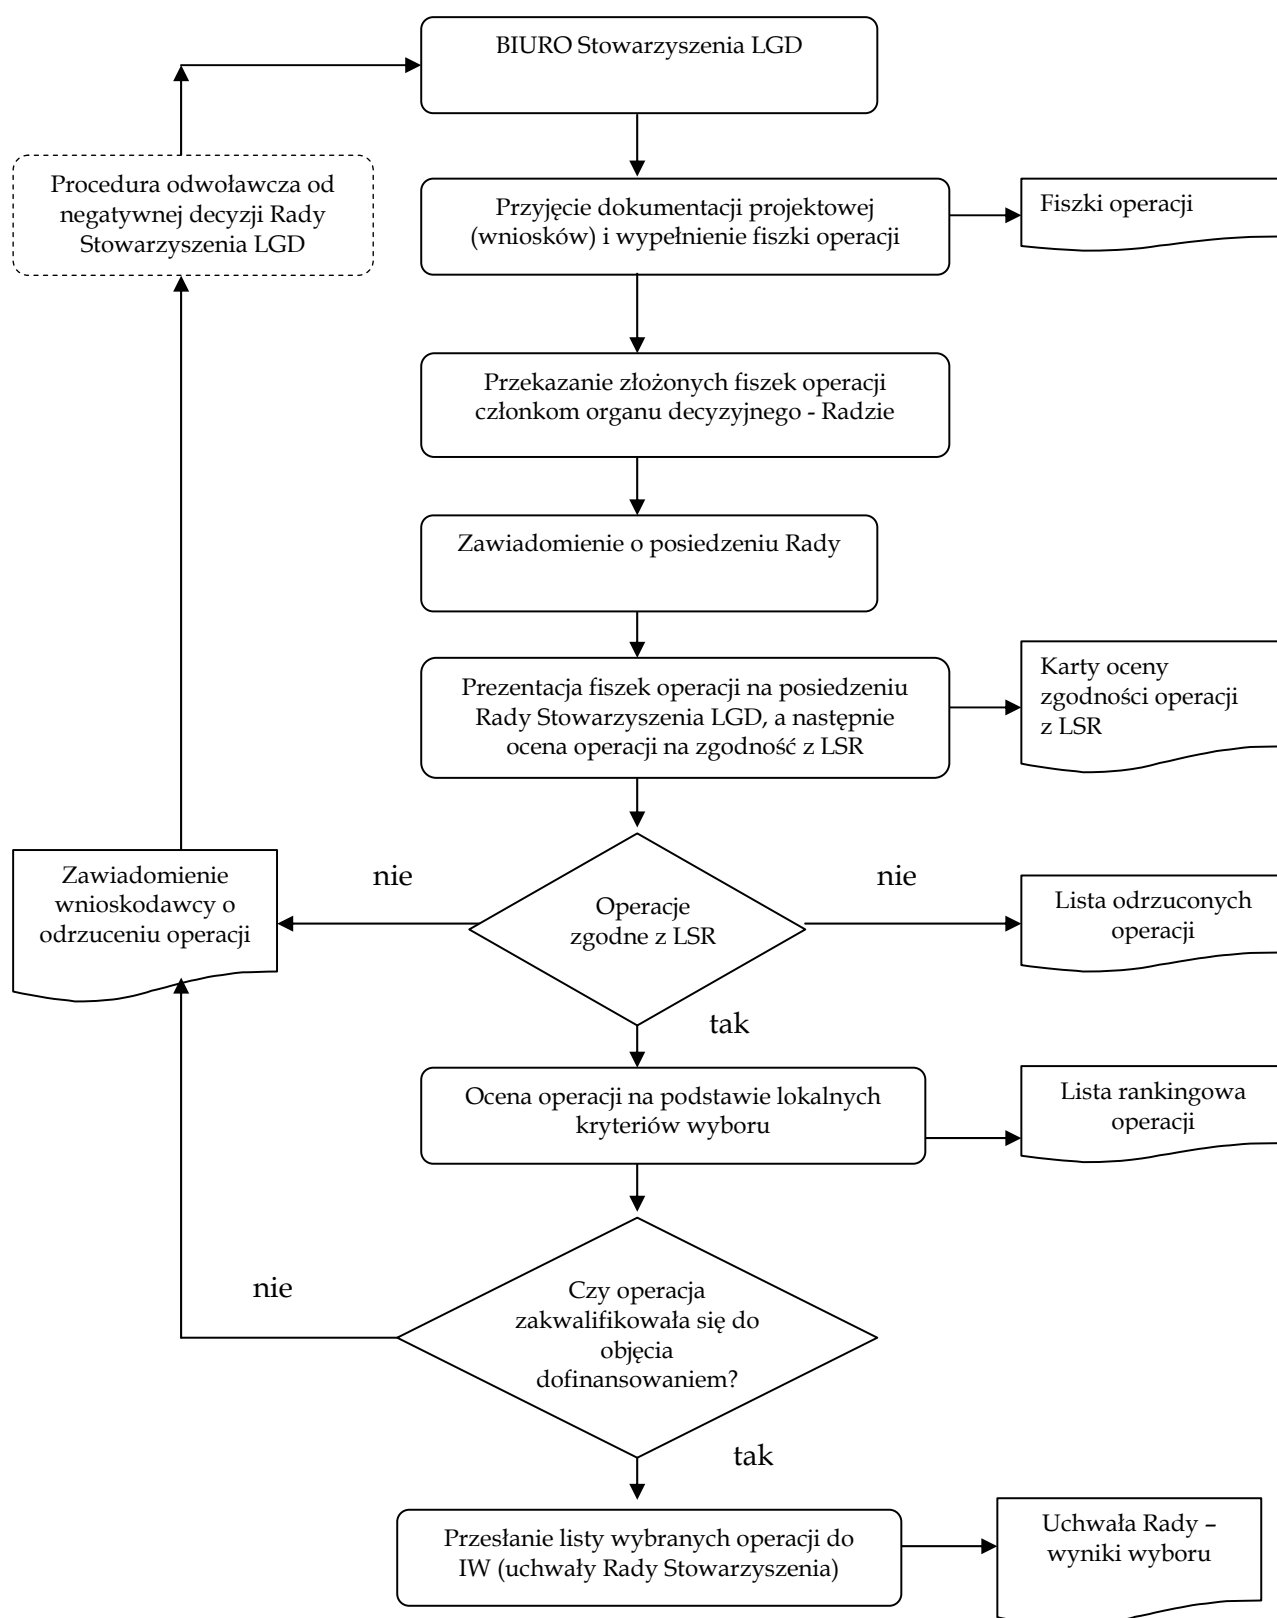 BIURO Stowarzyszenia LGD
Procedura odwoławcza od
negatywnej decyzji Rady
Stowarzyszenia LGD
Przyjęcie dokumentacji projektowej
(wniosków) i wypełnienie fiszki operacji
Fiszki operacji
Przekazanie złożonych fiszek operacji
członkom organu decyzyjnego - Radzie
Zawiadomienie o posiedzeniu Rady
Prezentacja fiszek operacji na posiedzeniu
Rady Stowarzyszenia LGD, a następnie
ocena operacji na zgodność z LSR
Karty oceny
zgodności operacji
z LSR
Zawiadomienie
wnioskodawcy o
odrzuceniu operacji
nie
Operacje
zgodne z LSR
nie
Lista odrzuconych
operacji
tak
Ocena operacji na podstawie lokalnych
kryteriów wyboru
Lista rankingowa
operacji
nie
Czy operacja
zakwalifikowała się do
objęcia
dofinansowaniem?
tak
Przesłanie listy wybranych operacji do
IW (uchwały Rady Stowarzyszenia)
Uchwała Rady –
wyniki wyboru